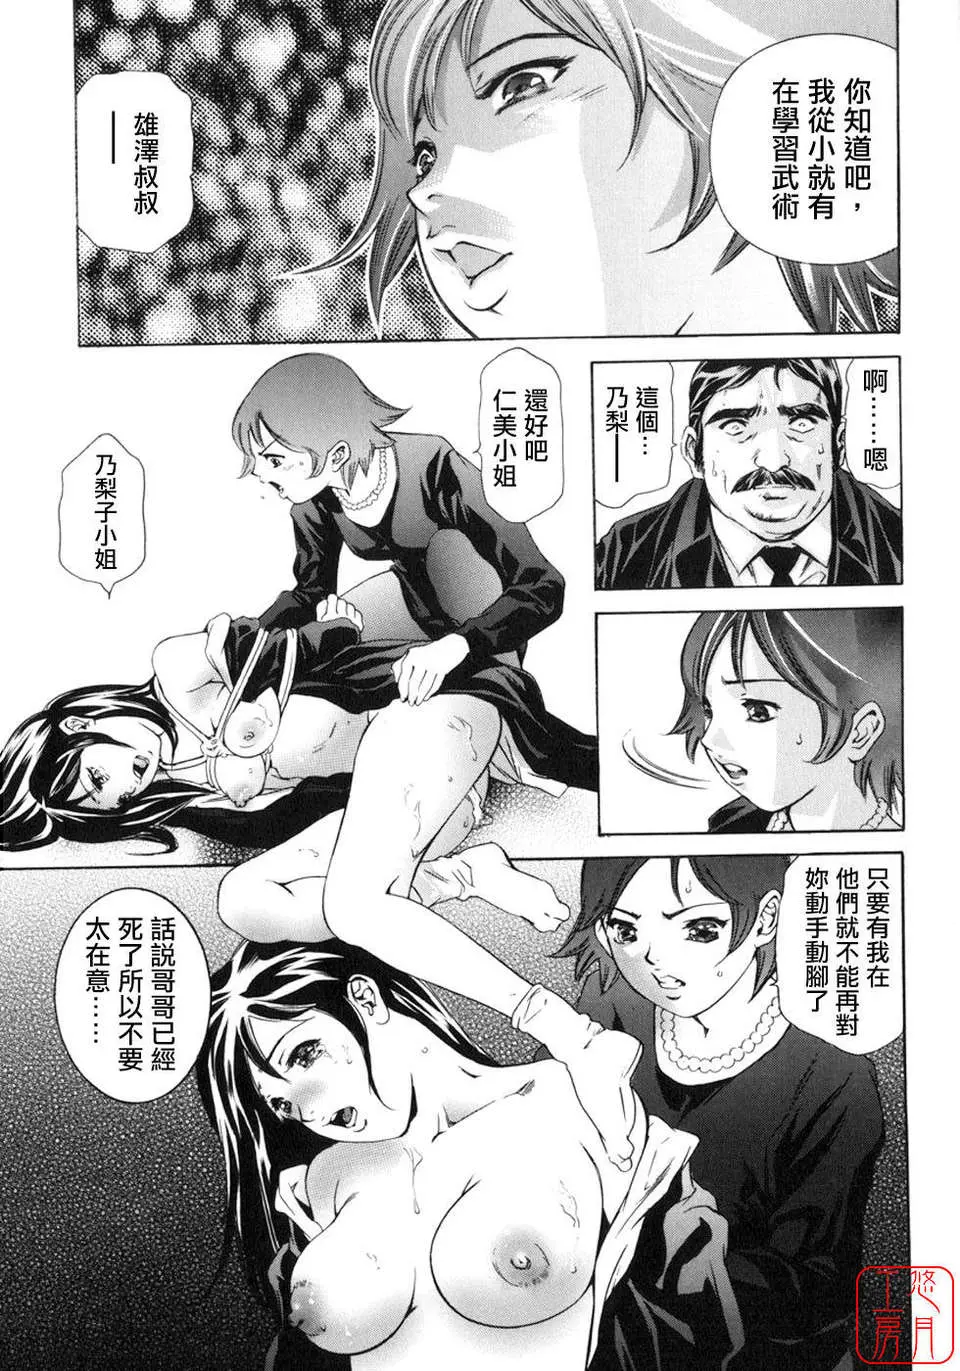 你知道吧，
我從小就有
在學習武術
雄澤叔叔
——
啊……嗯
這個…
乃梨——
還好吧
仁美小姐
乃梨子小姐
只要有我在
他們就不能再對
妳動手動腳了
話說哥哥已經
死了所以不要
太在意……
悠月
工房